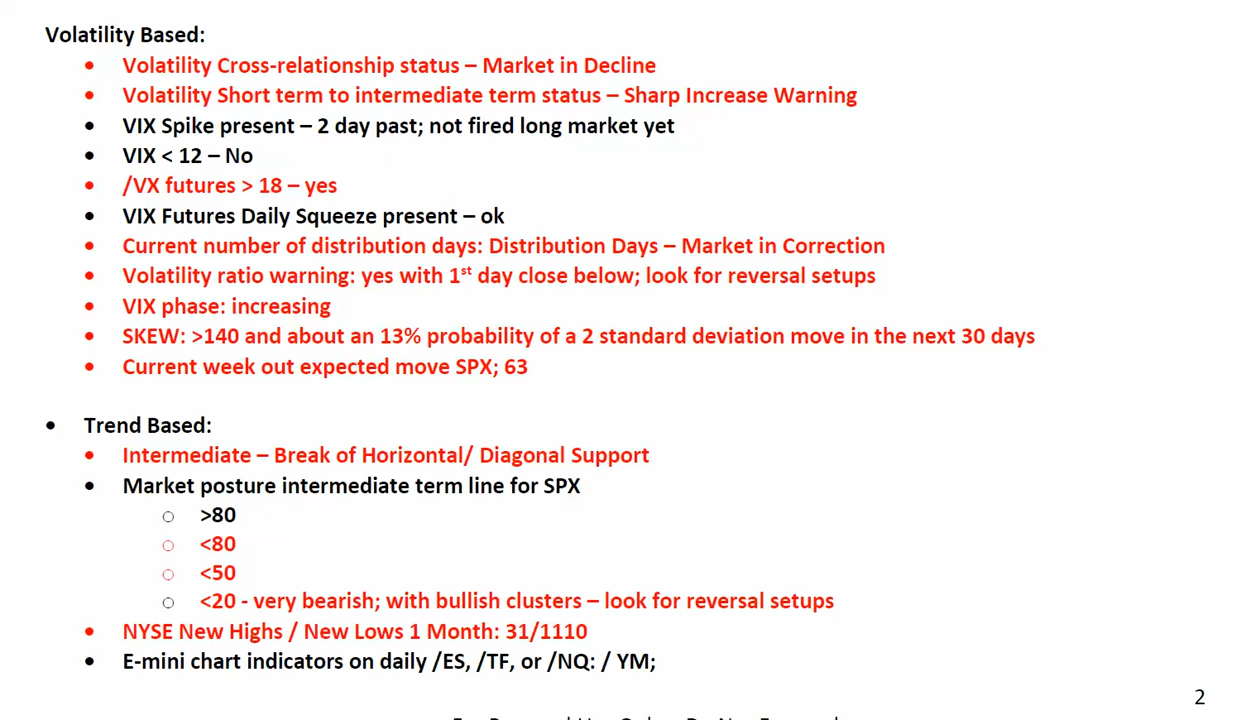 Volatility Based:
• Volatility Cross-relationship status – Market in Decline
• Volatility Short term to intermediate term status – Sharp Increase Warning
• VIX Spike present – 2 day past; not fired long market yet
• VIX < 12 – No
• /VX futures > 18 – yes
• VIX Futures Daily Squeeze present – ok
• Current number of distribution days: Distribution Days – Market in Correction
• Volatility ratio warning: yes with 1st day close below; look for reversal setups
• VIX phase: increasing
• SKEW: >140 and about an 13% probability of a 2 standard deviation move in the next 30 days
• Current week out expected move SPX; 63
• Trend Based:
• Intermediate – Break of Horizontal/ Diagonal Support
• Market posture intermediate term line for SPX
○ >80
○ <80
○ <50
○ <20 - very bearish; with bullish clusters – look for reversal setups
• NYSE New Highs / New Lows 1 Month: 31/1110
• E-mini chart indicators on daily /ES, /TF, or /NQ: / YM;
2